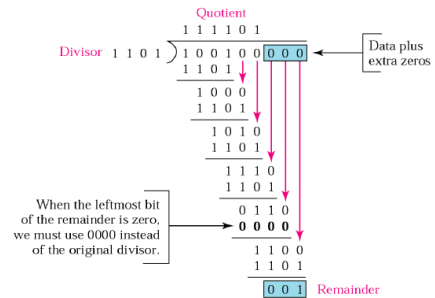 Quotient
1 1 1 1 0 1
Divisor 1 1 0 1 ) 1 0 0 1 0 0 0 0 0
Data plus
extra zeros
1 1 0 1
1 0 0 0
1 1 0 1
1 0 1 0
1 1 0 1
1 1 1 0
1 1 0 1
When the leftmost bit
of the remainder is zero,
we must use 0000 instead
of the original divisor.
0 1 1 0
0 0 0 0
1 1 0 0
1 1 0 1
0 0 1 Remainder